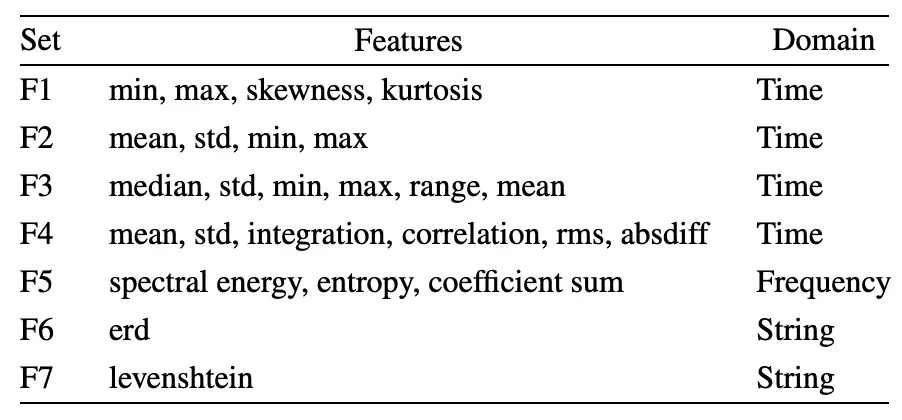 Set Features Domain
F1 min, max, skewness, kurtosis Time
F2 mean, std, min, max Time
F3 median, std, min, max, range, mean Time
F4 mean, std, integration, correlation, rms, absdiff Time
F5 spectral energy, entropy, coefficient sum Frequency
F6 erd String
F7 levenshtein String